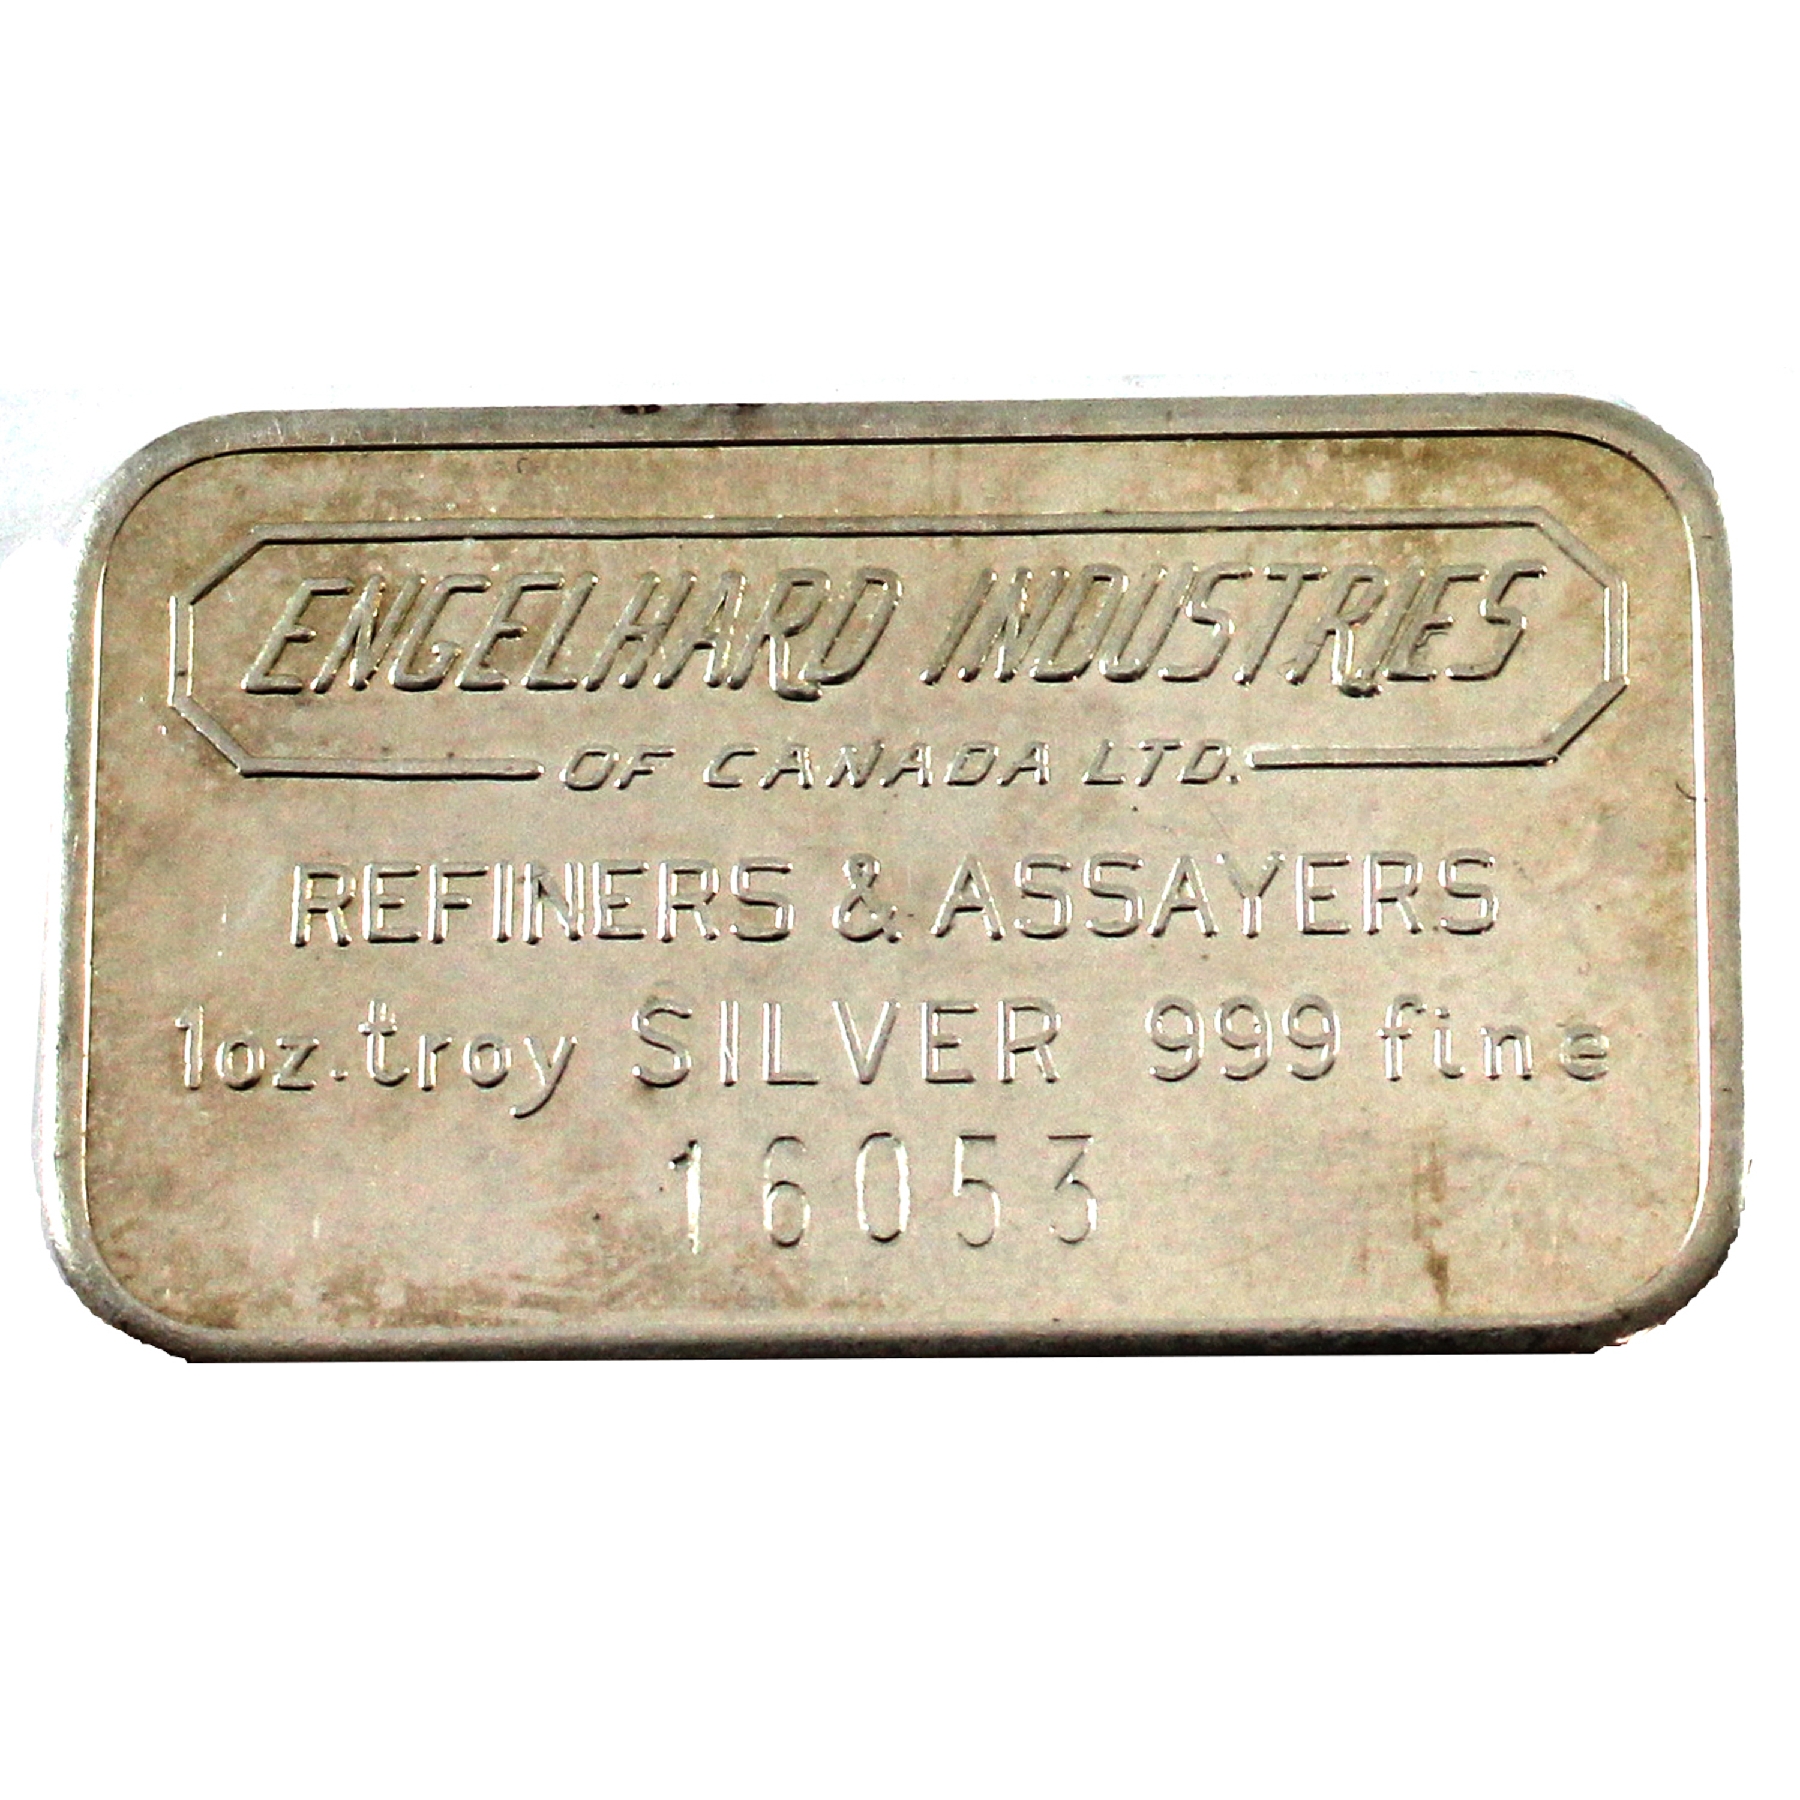 ENGELHARD INDUSTRIES
OF CANADA LTD.
REFINERS & ASSAYERS
1oz.troy SILVER 999 fine
16053